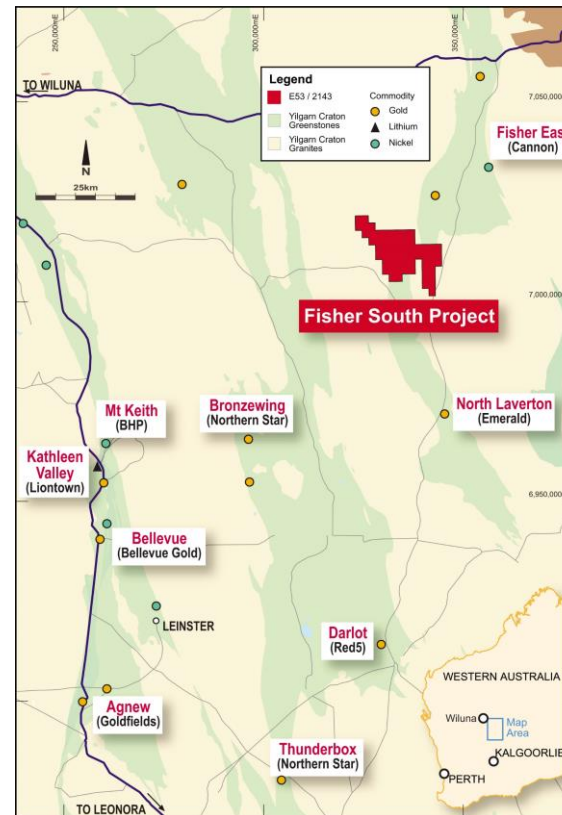 250,000mE
300,000mE
350,000mE
TO WILUNA
7,050,000
Legend
E53 / 2143
Yilgarn Craton
Greenstones
Yilgarn Craton
Granites
Commodity
Gold
Lithium
Nickel
N
25km
Fisher East
(Cannon)
Fisher South Project
7,000,000
Mt Keith
(BHP)
Bronzewing
(Northern Star)
North Laverton
(Emerald)
Kathleen
Valley
(Liontown)
6,950,000
Bellevue
(Bellevue Gold)
LEINSTER
Darlot
(Red5)
Agnew
(Goldfields)
Thunderbox
(Northern Star)
TO LEONORA
WESTERN AUSTRALIA
Wiluna
Map
Area
KALGOORLIE
PERTH